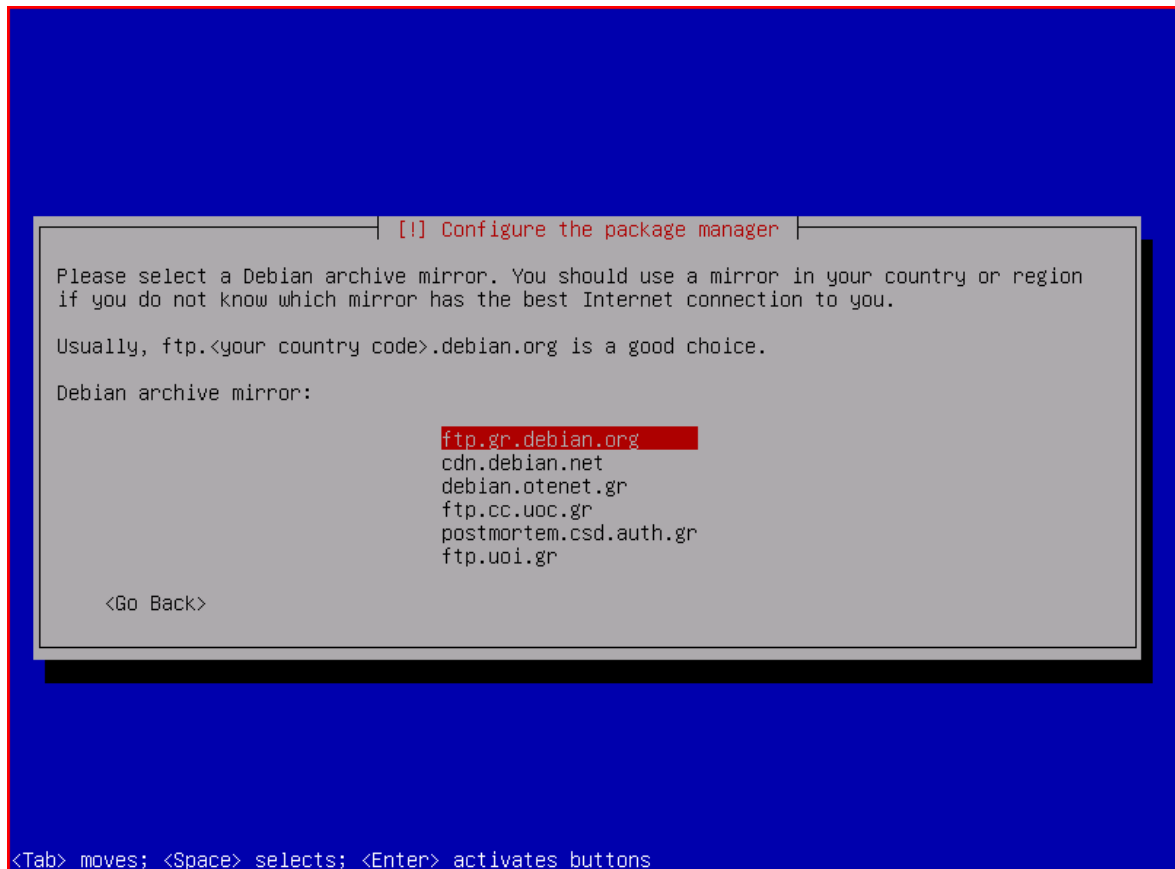 [!] Configure the package manager
Please select a Debian archive mirror. You should use a mirror in your country or region
if you do not know which mirror has the best Internet connection to you.
Usually, ftp.<your country code>.debian.org is a good choice.
Debian archive mirror:
ftp.gr.debian.org
cdn.debian.net
debian.otenet.gr
ftp.cc.uoc.gr
postmortem.csd.auth.gr
ftp.uoi.gr
<Go Back>
<Tab> moves; <Space> selects; <Enter> activates buttons